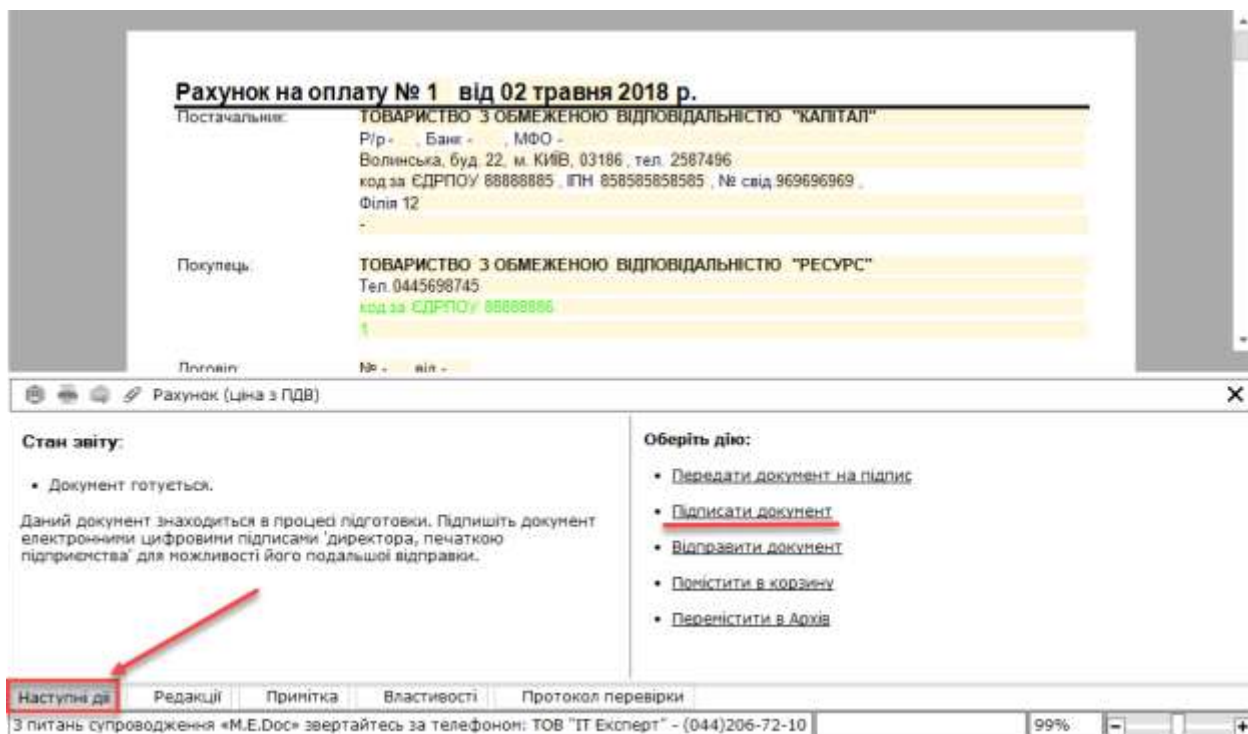 Рахунок на оплату № 1 від 02 травня 2018 р.
Постачальник: ТОВАРИСТВО З ОБМЕЖЕНОЮ ВІДПОВІДАЛЬНІСТЮ "КАПІТАЛ"
Р/р - , Банк - , МФО -
Волинська, буд. 22, м. КИЇВ, 03186 , тел. 2587496
код за ЄДРПОУ 88888885 , ІПН 858585858585 , № свід 969696969 ,
Філія 12
-
Покупець: ТОВАРИСТВО З ОБМЕЖЕНОЮ ВІДПОВІДАЛЬНІСТЮ "РЕСУРС"
Тел. 0445698745
код за ЄДРПОУ 88888886
1
Договір: № - від -
Рахунок (ціна з ПДВ)
Стан звіту:
• Документ готується.
Даний документ знаходиться в процесі підготовки. Підпишіть документ
електронними цифровими підписами 'директора, печаткою
підприємства' для можливості його подальшої відправки.
Оберіть дію:
• Передати документ на підпис
• Підписати документ
• Відправити документ
• Помістити в корзину
• Перемістити в Архів
Наступні дії Редакції Примітка Властивості Протокол перевірки
З питань супроводження «M.E.Doc» звертайтесь за телефоном: ТОВ "ІТ Експерт" - (044)206-72-10 99%